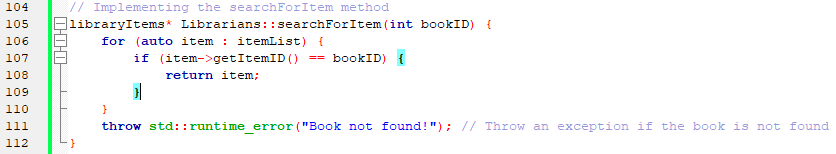 104 // Implementing the searchForItem method
105 libraryItems* Librarians::searchForItem(int bookID) {
106     for (auto item : itemList) {
107         if (item->getItemID() == bookID) {
108             return item;
109         }
110     }
111     throw std::runtime_error("Book not found!"); // Throw an exception if the book is not found
112 }